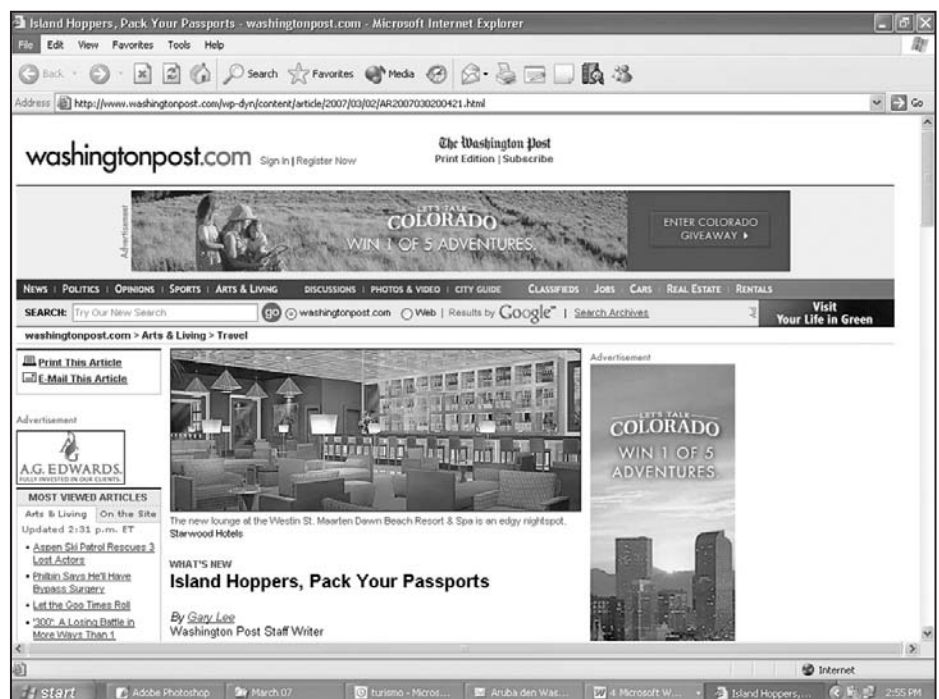 Island Hoppers, Pack Your Passports - washingtonpost.com - Microsoft Internet Explorer
File Edit View Favorites Tools Help
Back Search Favorites Media
Address http://www.washingtonpost.com/wp-dyn/content/article/2007/03/02/AR2007030200421.html Go
washingtonpost.com Sign In | Register Now
The Washington Post
Print Edition | Subscribe
Advertisement
LET'S TALK
COLORADO
WIN 1 OF 5 ADVENTURES.
ENTER COLORADO
GIVEAWAY
NEWS | POLITICS | OPINIONS | SPORTS | ARTS & LIVING DISCUSSIONS | PHOTOS & VIDEO | CITY GUIDE CLASSIFIEDS | JOBS | CARS | REAL ESTATE | RENTALS
SEARCH: Try Our New Search go washingtonpost.com Web | Results by Google™ | Search Archives
Visit
Your Life in Green
washingtonpost.com > Arts & Living > Travel
Print This Article
E-Mail This Article
Advertisement
A.G. EDWARDS.
FULLY INVESTED IN OUR CLIENTS.
MOST VIEWED ARTICLES
Arts & Living On the Site
Updated 2:31 p.m. ET
• Aspen Ski Patrol Rescues 3
Lost Actors
• Philbin Says He'll Have
Bypass Surgery
• Let the Goo Times Roll
• '300': A Losing Battle in
More Ways Than 1
The new lounge at the Westin St. Maarten Dawn Beach Resort & Spa is an edgy nightspot.
Starwood Hotels
WHAT'S NEW
Island Hoppers, Pack Your Passports
By Gary Lee
Washington Post Staff Writer
Advertisement
LET'S TALK
COLORADO
WIN 1 OF 5
ADVENTURES.
Internet
start Adobe Photoshop March 07 turismo - Micros... Aruba den Was... 4 Microsoft W... Island Hoppers,... 2:55 PM